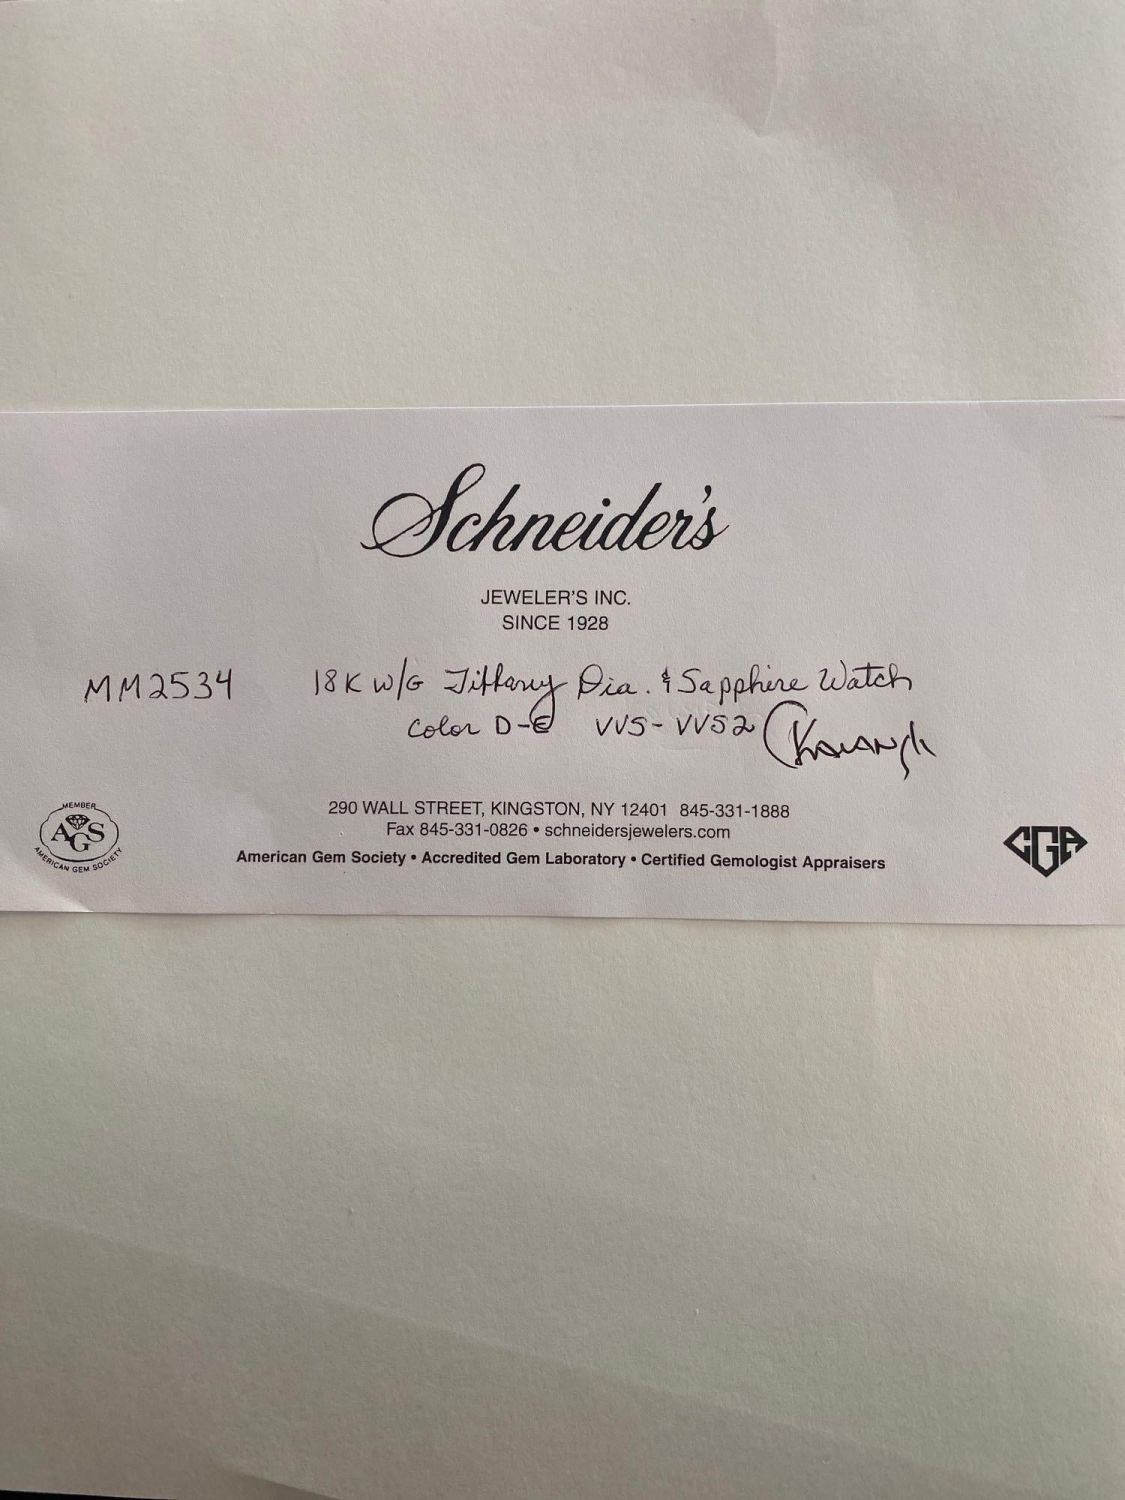 Schneider's
JEWELER'S INC.
SINCE 1928
MM2534 18K w/G Tiffany Dia. & Sapphire Watch
Color D-E VVS-VVS2
290 WALL STREET, KINGSTON, NY 12401 845-331-1888
Fax 845-331-0826 • schneidersjewelers.com
American Gem Society • Accredited Gem Laboratory • Certified Gemologist Appraisers
MEMBER
AGS
AMERICAN GEM SOCIETY
CGA